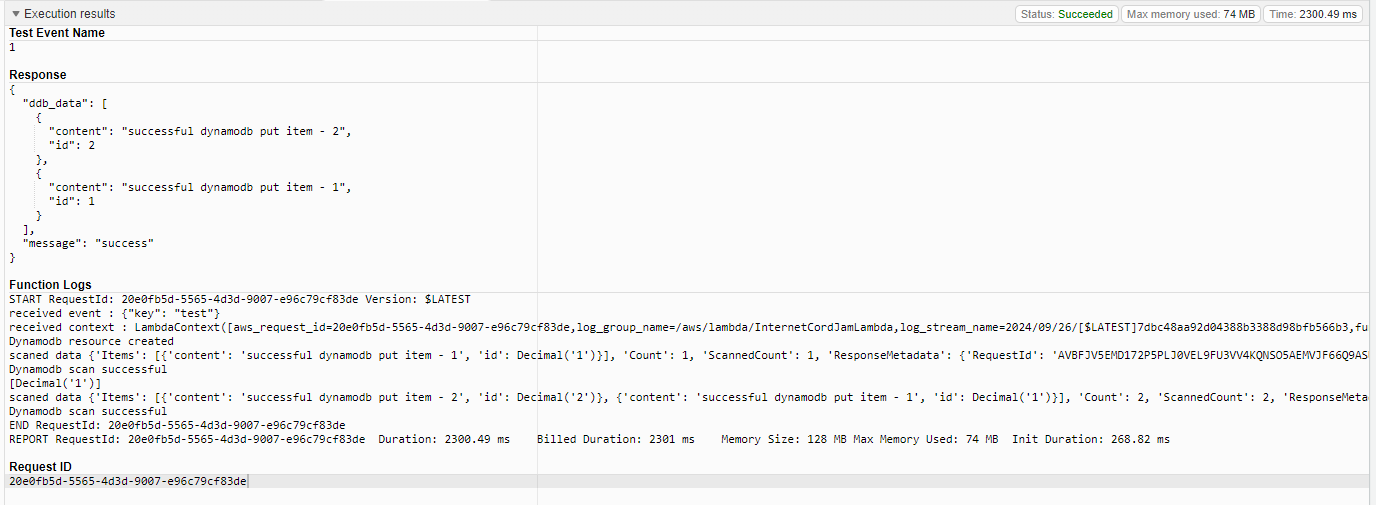 Execution results
Status: Succeeded
Max memory used: 74 MB
Time: 2300.49 ms
Test Event Name
1
Response
{
"ddb_data": [
{
"content": "successful dynamodb put item - 2",
"id": 2
},
{
"content": "successful dynamodb put item - 1",
"id": 1
}
],
"message": "success"
}
Function Logs
START RequestId: 20e0fb5d-5565-4d3d-9007-e96c79cf83de Version: $LATEST
received event : {"key": "test"}
received context : LambdaContext([aws_request_id=20e0fb5d-5565-4d3d-9007-e96c79cf83de,log_group_name=/aws/lambda/InternetCordJamLambda,log_stream_name=2024/09/26/[$LATEST]7dbc48aa92d04388b3388d98bfb566b3,fu
Dynamodb resource created
scaned data {'Items': [{'content': 'successful dynamodb put item - 1', 'id': Decimal('1')}], 'Count': 1, 'ScannedCount': 1, 'ResponseMetadata': {'RequestId': 'AVBFJV5EMD172P5PLJ0VEL9FU3VV4KQNSO5AEMVJF66Q9ASU
Dynamodb scan successful
[Decimal('1')]
scaned data {'Items': [{'content': 'successful dynamodb put item - 2', 'id': Decimal('2')}, {'content': 'successful dynamodb put item - 1', 'id': Decimal('1')}], 'Count': 2, 'ScannedCount': 2, 'ResponseMeta
Dynamodb scan successful
END RequestId: 20e0fb5d-5565-4d3d-9007-e96c79cf83de
REPORT RequestId: 20e0fb5d-5565-4d3d-9007-e96c79cf83de Duration: 2300.49 ms Billed Duration: 2301 ms Memory Size: 128 MB Max Memory Used: 74 MB Init Duration: 268.82 ms
Request ID
20e0fb5d-5565-4d3d-9007-e96c79cf83de